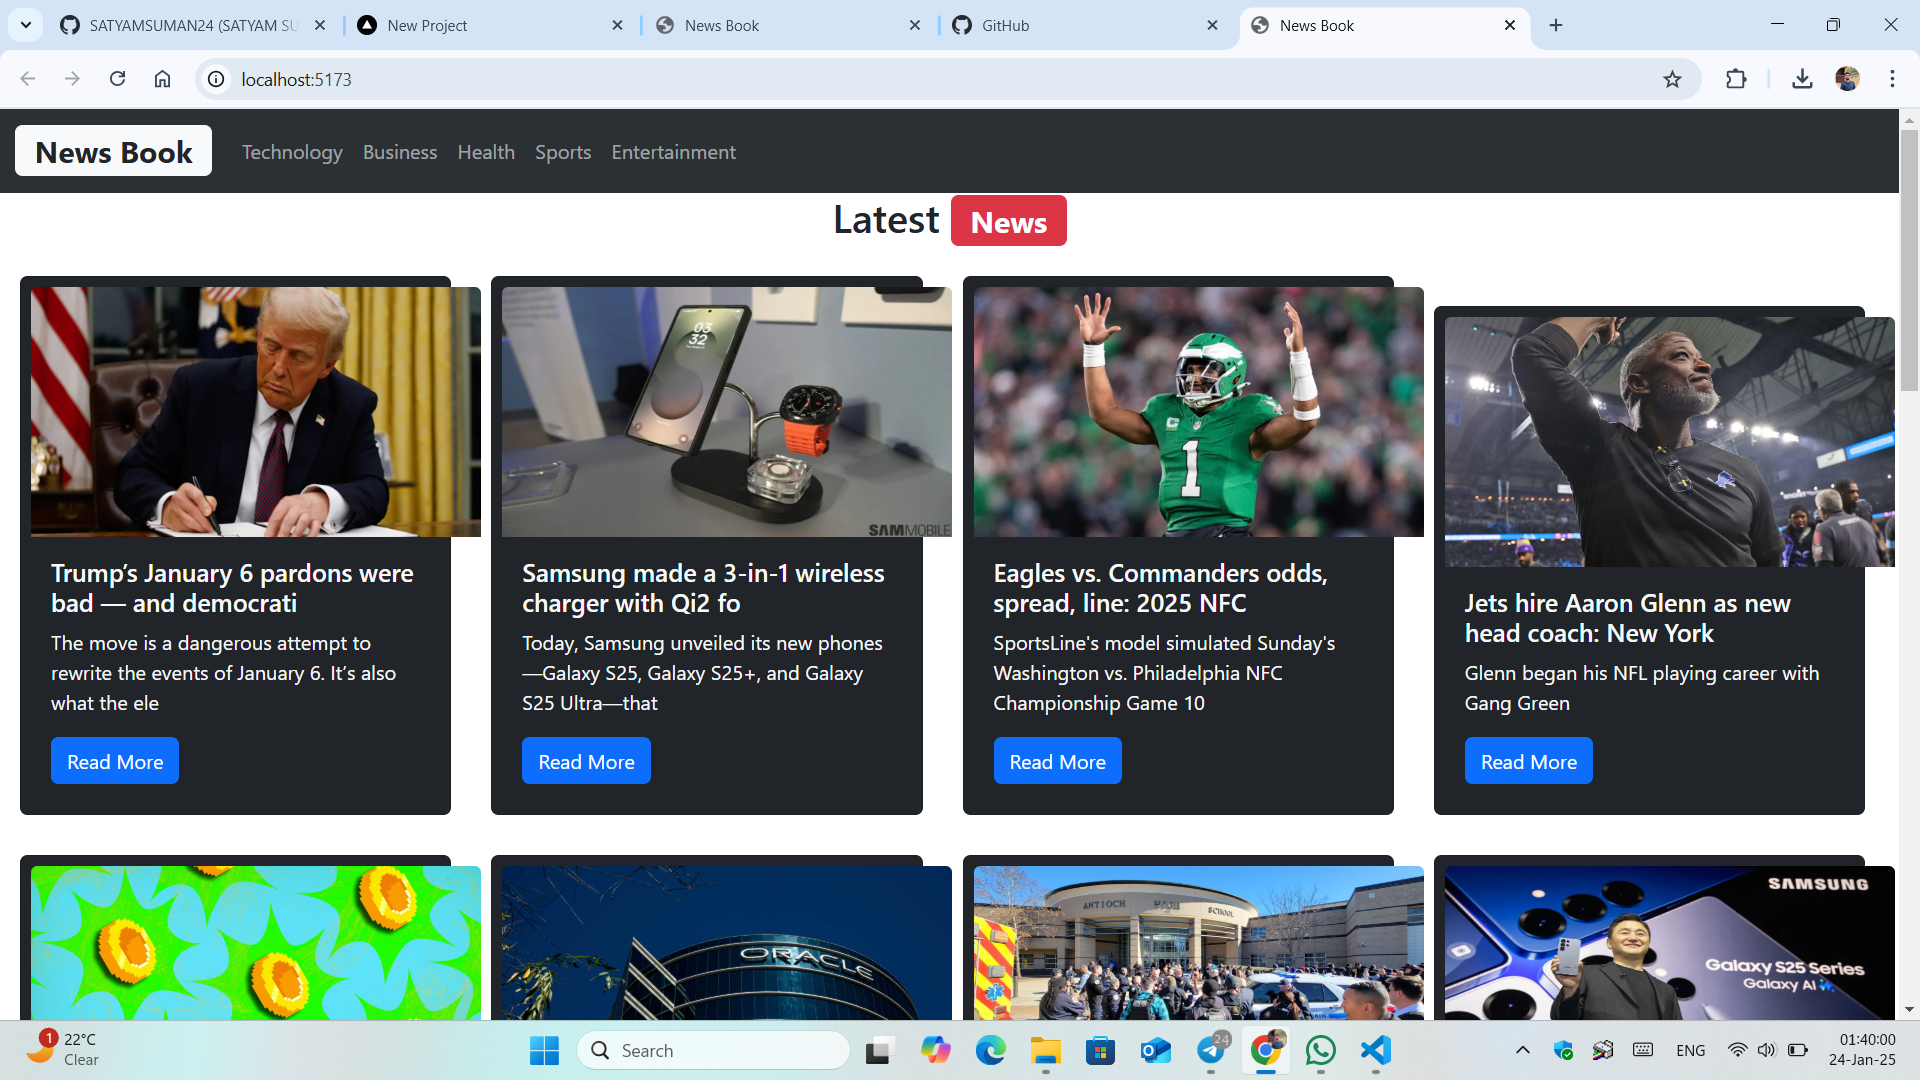 SATYAMSUMAN24 (SATYAM SU
New Project
News Book
GitHub
News Book
localhost:5173
News Book
Technology
Business
Health
Sports
Entertainment
Latest News
03
32
SAMMOBILE
C
1
Trump’s January 6 pardons were
bad — and democrati
The move is a dangerous attempt to
rewrite the events of January 6. It’s also
what the ele
Read More
Samsung made a 3-in-1 wireless
charger with Qi2 fo
Today, Samsung unveiled its new phones
—Galaxy S25, Galaxy S25+, and Galaxy
S25 Ultra—that
Read More
Eagles vs. Commanders odds,
spread, line: 2025 NFC
SportsLine's model simulated Sunday's
Washington vs. Philadelphia NFC
Championship Game 10
Read More
Jets hire Aaron Glenn as new
head coach: New York
Glenn began his NFL playing career with
Gang Green
Read More
ORACLE
ANTIOCH HIGH SCHOOL
SAMSUNG
Galaxy S25 Series
Galaxy AI
1
22°C
Clear
Search
24
ENG
01:40:00
24-Jan-25